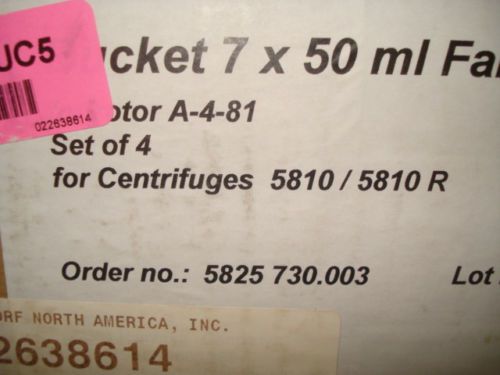 UC5
022638614
ucket 7 x 50 ml Fa
otor A-4-81
Set of 4
for Centrifuges 5810 / 5810 R
Order no.: 5825 730.003
Lot
ORF NORTH AMERICA, INC.
2638614